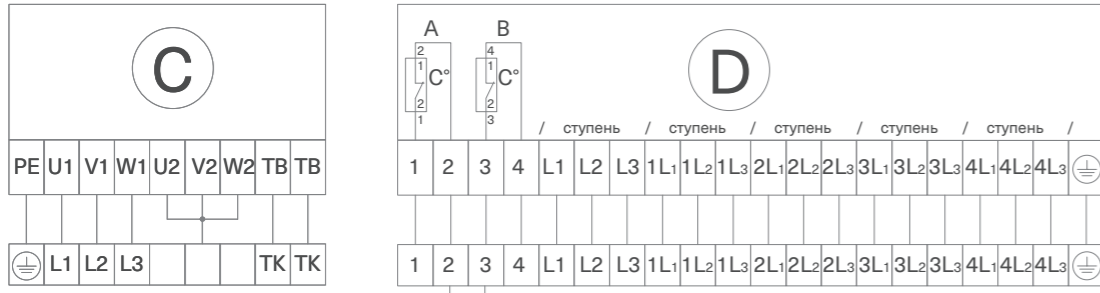 A B
2 4
1 C° 1 C°
C D
2 2
1 3
/ ступень / ступень / ступень / ступень / ступень /
PE U1 V1 W1 U2 V2 W2 TB TB
1 2 3 4 L1 L2 L3 1L1 1L2 1L3 2L1 2L2 2L3 3L1 3L2 3L3 4L1 4L2 4L3
L1 L2 L3 TK TK
1 2 3 4 L1 L2 L3 1L1 1L2 1L3 2L1 2L2 2L3 3L1 3L2 3L3 4L1 4L2 4L3